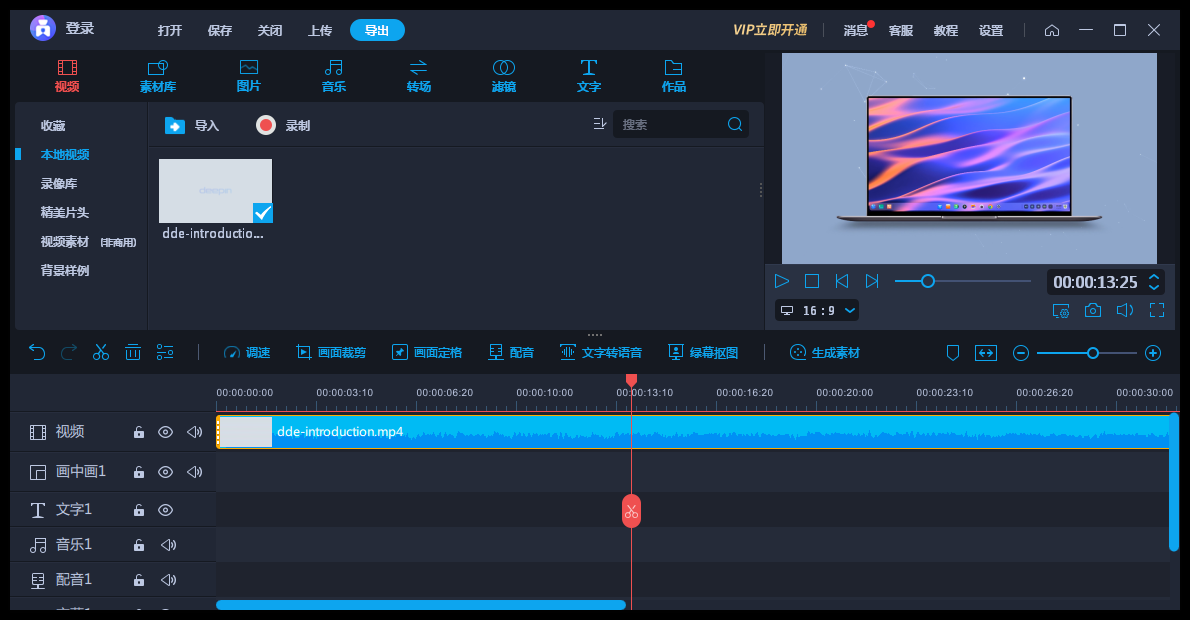 登录 打开 保存 关闭 上传 导出 VIP立即开通 消息 客服 教程 设置
视频 素材库 图片 音乐 转场 滤镜 文字 作品
收藏 导入 录制 搜索
本地视频
录像库
精美片头
视频素材 (非商用)
背景样例
deepin
dde-introductio...
00:00:13:25
16 : 9
调速 画面裁剪 画面定格 配音 文字转语音 绿幕抠图 生成素材
00:00:00:00 00:00:03:10 00:00:06:20 00:00:10:00 00:00:13:10 00:00:16:20 00:00:20:00 00:00:23:10 00:00:26:20 00:00:30:00
视频 dde-introduction.mp4
画中画1
文字1
音乐1
配音1